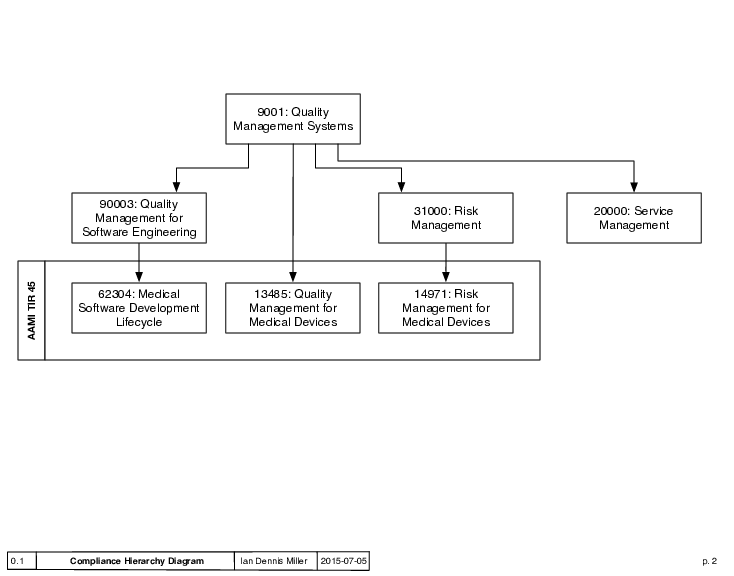 9001: Quality
Management Systems
90003: Quality
Management for
Software Engineering
31000: Risk
Management
20000: Service
Management
AAMI TIR 45
62304: Medical
Software Development
Lifecycle
13485: Quality
Management for
Medical Devices
14971: Risk
Management for
Medical Devices
0.1 Compliance Hierarchy Diagram Ian Dennis Miller 2015-07-05 p. 2